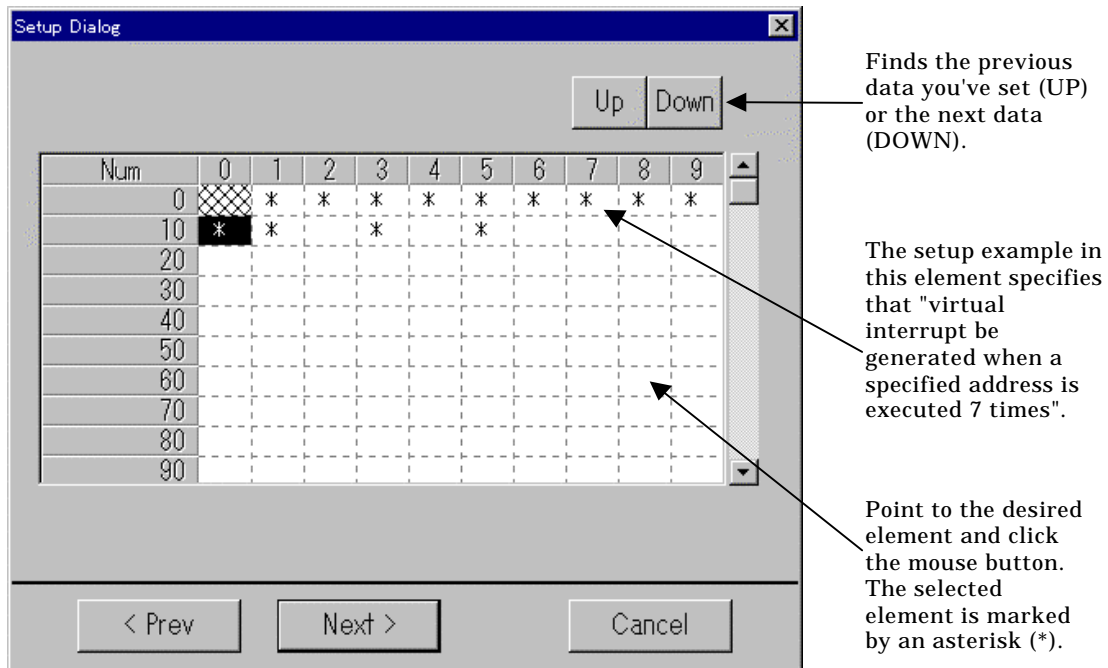 Setup Dialog
Up Down
Finds the previous
data you've set (UP)
or the next data
(DOWN).
Num 0 1 2 3 4 5 6 7 8 9
0 * * * * * * * * *
10 * * * *
20
30
40
50
60
70
80
90
The setup example in
this element specifies
that "virtual
interrupt be
generated when a
specified address is
executed 7 times".
Point to the desired
element and click
the mouse button.
The selected
element is marked
by an asterisk (*).
< Prev Next > Cancel